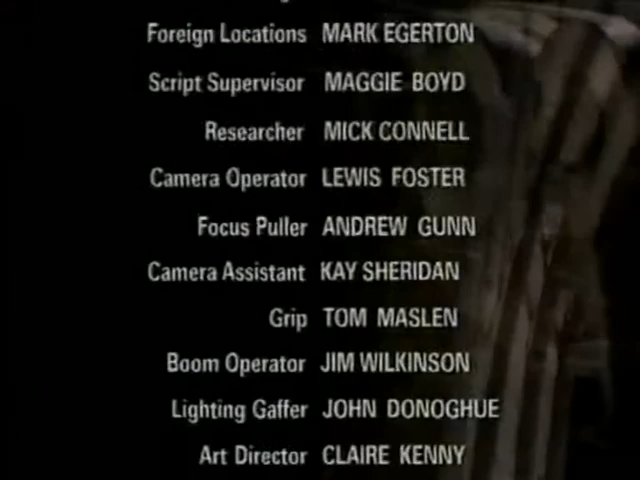 Foreign Locations MARK EGERTON
Script Supervisor MAGGIE BOYD
Researcher MICK CONNELL
Camera Operator LEWIS FOSTER
Focus Puller ANDREW GUNN
Camera Assistant KAY SHERIDAN
Grip TOM MASLEN
Boom Operator JIM WILKINSON
Lighting Gaffer JOHN DONOGHUE
Art Director CLAIRE KENNY